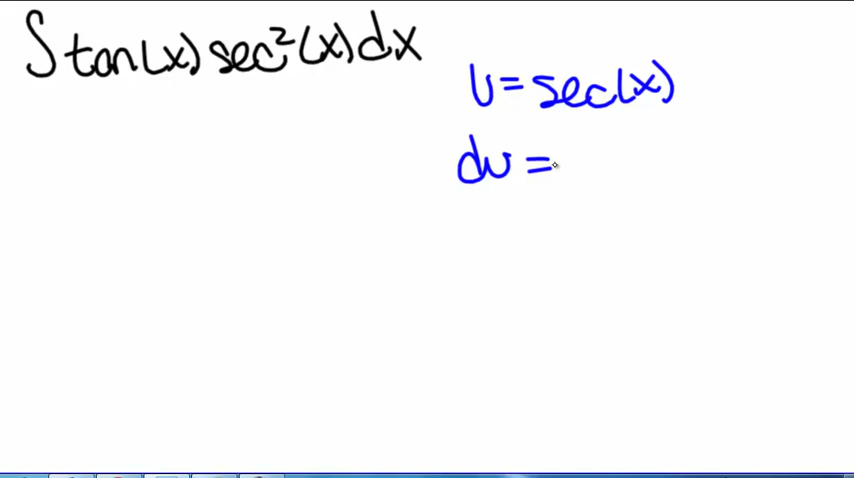 ∫tan(x)sec²(x)dx
u=sec(x)
du=